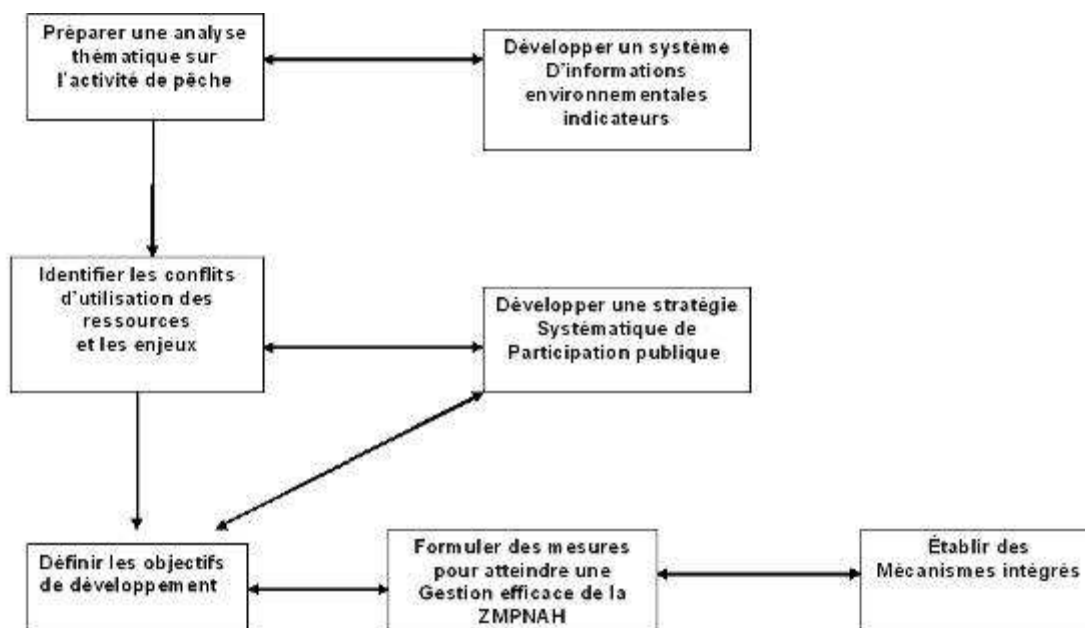 Préparer une analyse
thématique sur
l'activité de pêche
Développer un système
D'informations
environnementales
indicateurs
Identifier les conflits
d'utilisation des
ressources
et les enjeux
Développer une stratégie
Systématique de
Participation publique
Définir les objectifs
de développement
Formuler des mesures
pour atteindre une
Gestion efficace de la
ZMPNAH
Établir des
Mécanismes intégrés